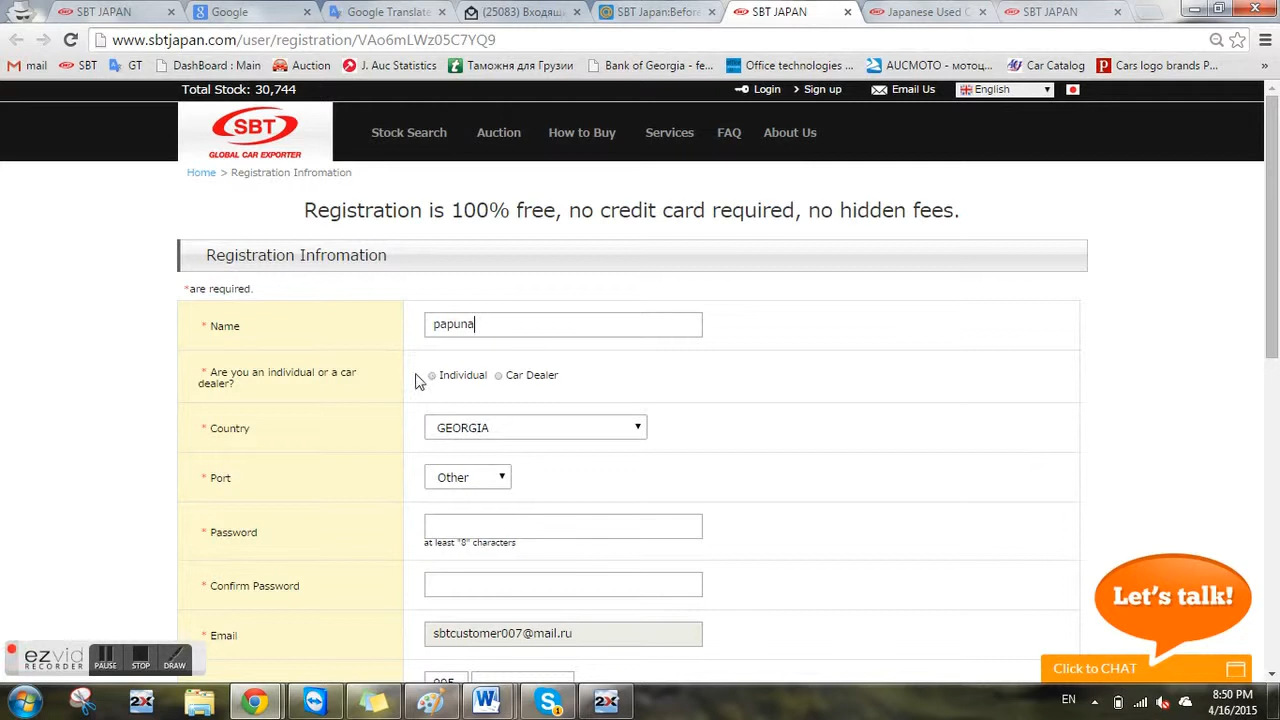 SBT JAPAN
Google
Google Translate
(25083) Входящи
SBT Japan:Before
SBT JAPAN
Japanese Used C
SBT JAPAN
www.sbtjapan.com/user/registration/VAo6mLWz05C7YQ9
mail SBT GT DashBoard : Main Auction J. Auc Statistics Таможня для Грузии Bank of Georgia - fe... Office technologies ... AUCMOTO - мотоц... Car Catalog Cars logo brands P... »
Total Stock: 30,744 Login > Sign up Email Us English
SBT
GLOBAL CAR EXPORTER
Stock Search Auction How to Buy Services FAQ About Us
Home > Registration Infromation
Registration is 100% free, no credit card required, no hidden fees.
Registration Infromation
*are required.
* Name papuna
* Are you an individual or a car dealer? Individual Car Dealer
* Country GEORGIA
* Port Other
* Password
at least "8" characters
* Confirm Password
* Email sbtcustomer007@mail.ru
Let's talk!
Click to CHAT
ezvid
RECORDER
PAUSE STOP DRAW
EN 8:50 PM
4/16/2015